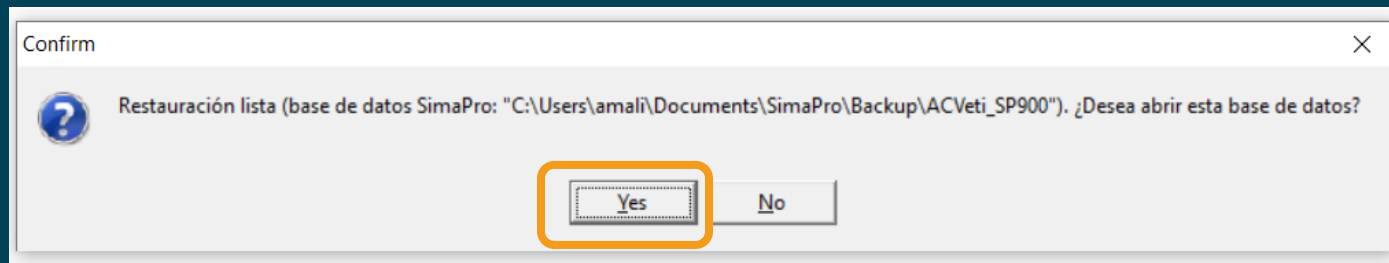 Confirm
Restauración lista (base de datos SimaPro: "C:\Users\amali\Documents\SimaPro\Backup\ACVeti_SP900"). ¿Desea abrir esta base de datos?
Yes No